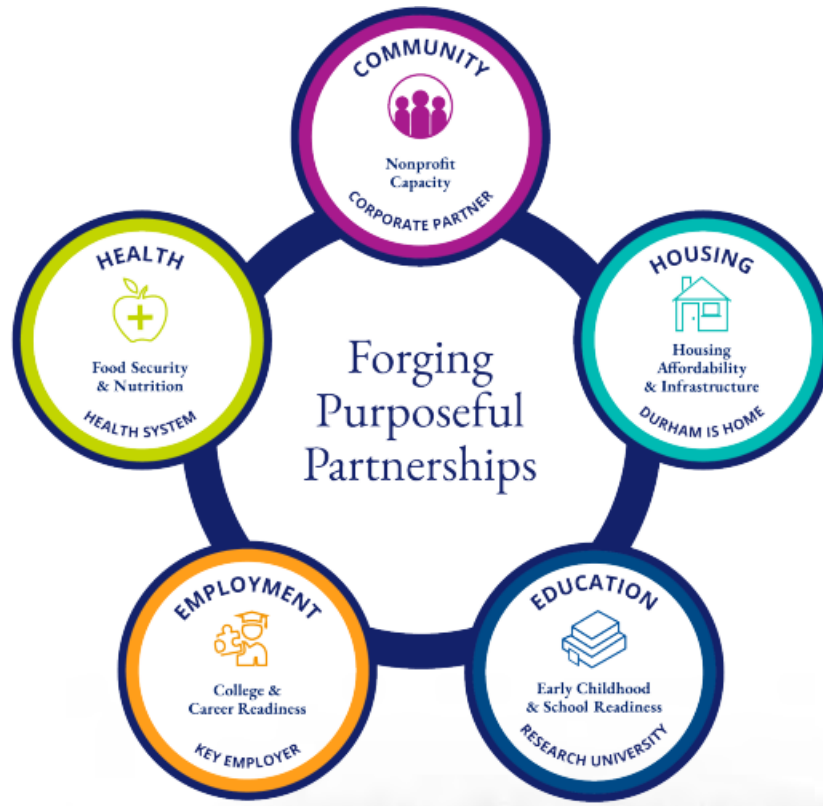 COMMUNITY
Nonprofit
Capacity
CORPORATE PARTNER
HEALTH
Food Security
& Nutrition
HEALTH SYSTEM
HOUSING
Housing
Affordability
& Infrastructure
DURHAM IS HOME
Forging
Purposeful
Partnerships
EMPLOYMENT
College &
Career Readiness
KEY EMPLOYER
EDUCATION
Early Childhood
& School Readiness
RESEARCH UNIVERSITY